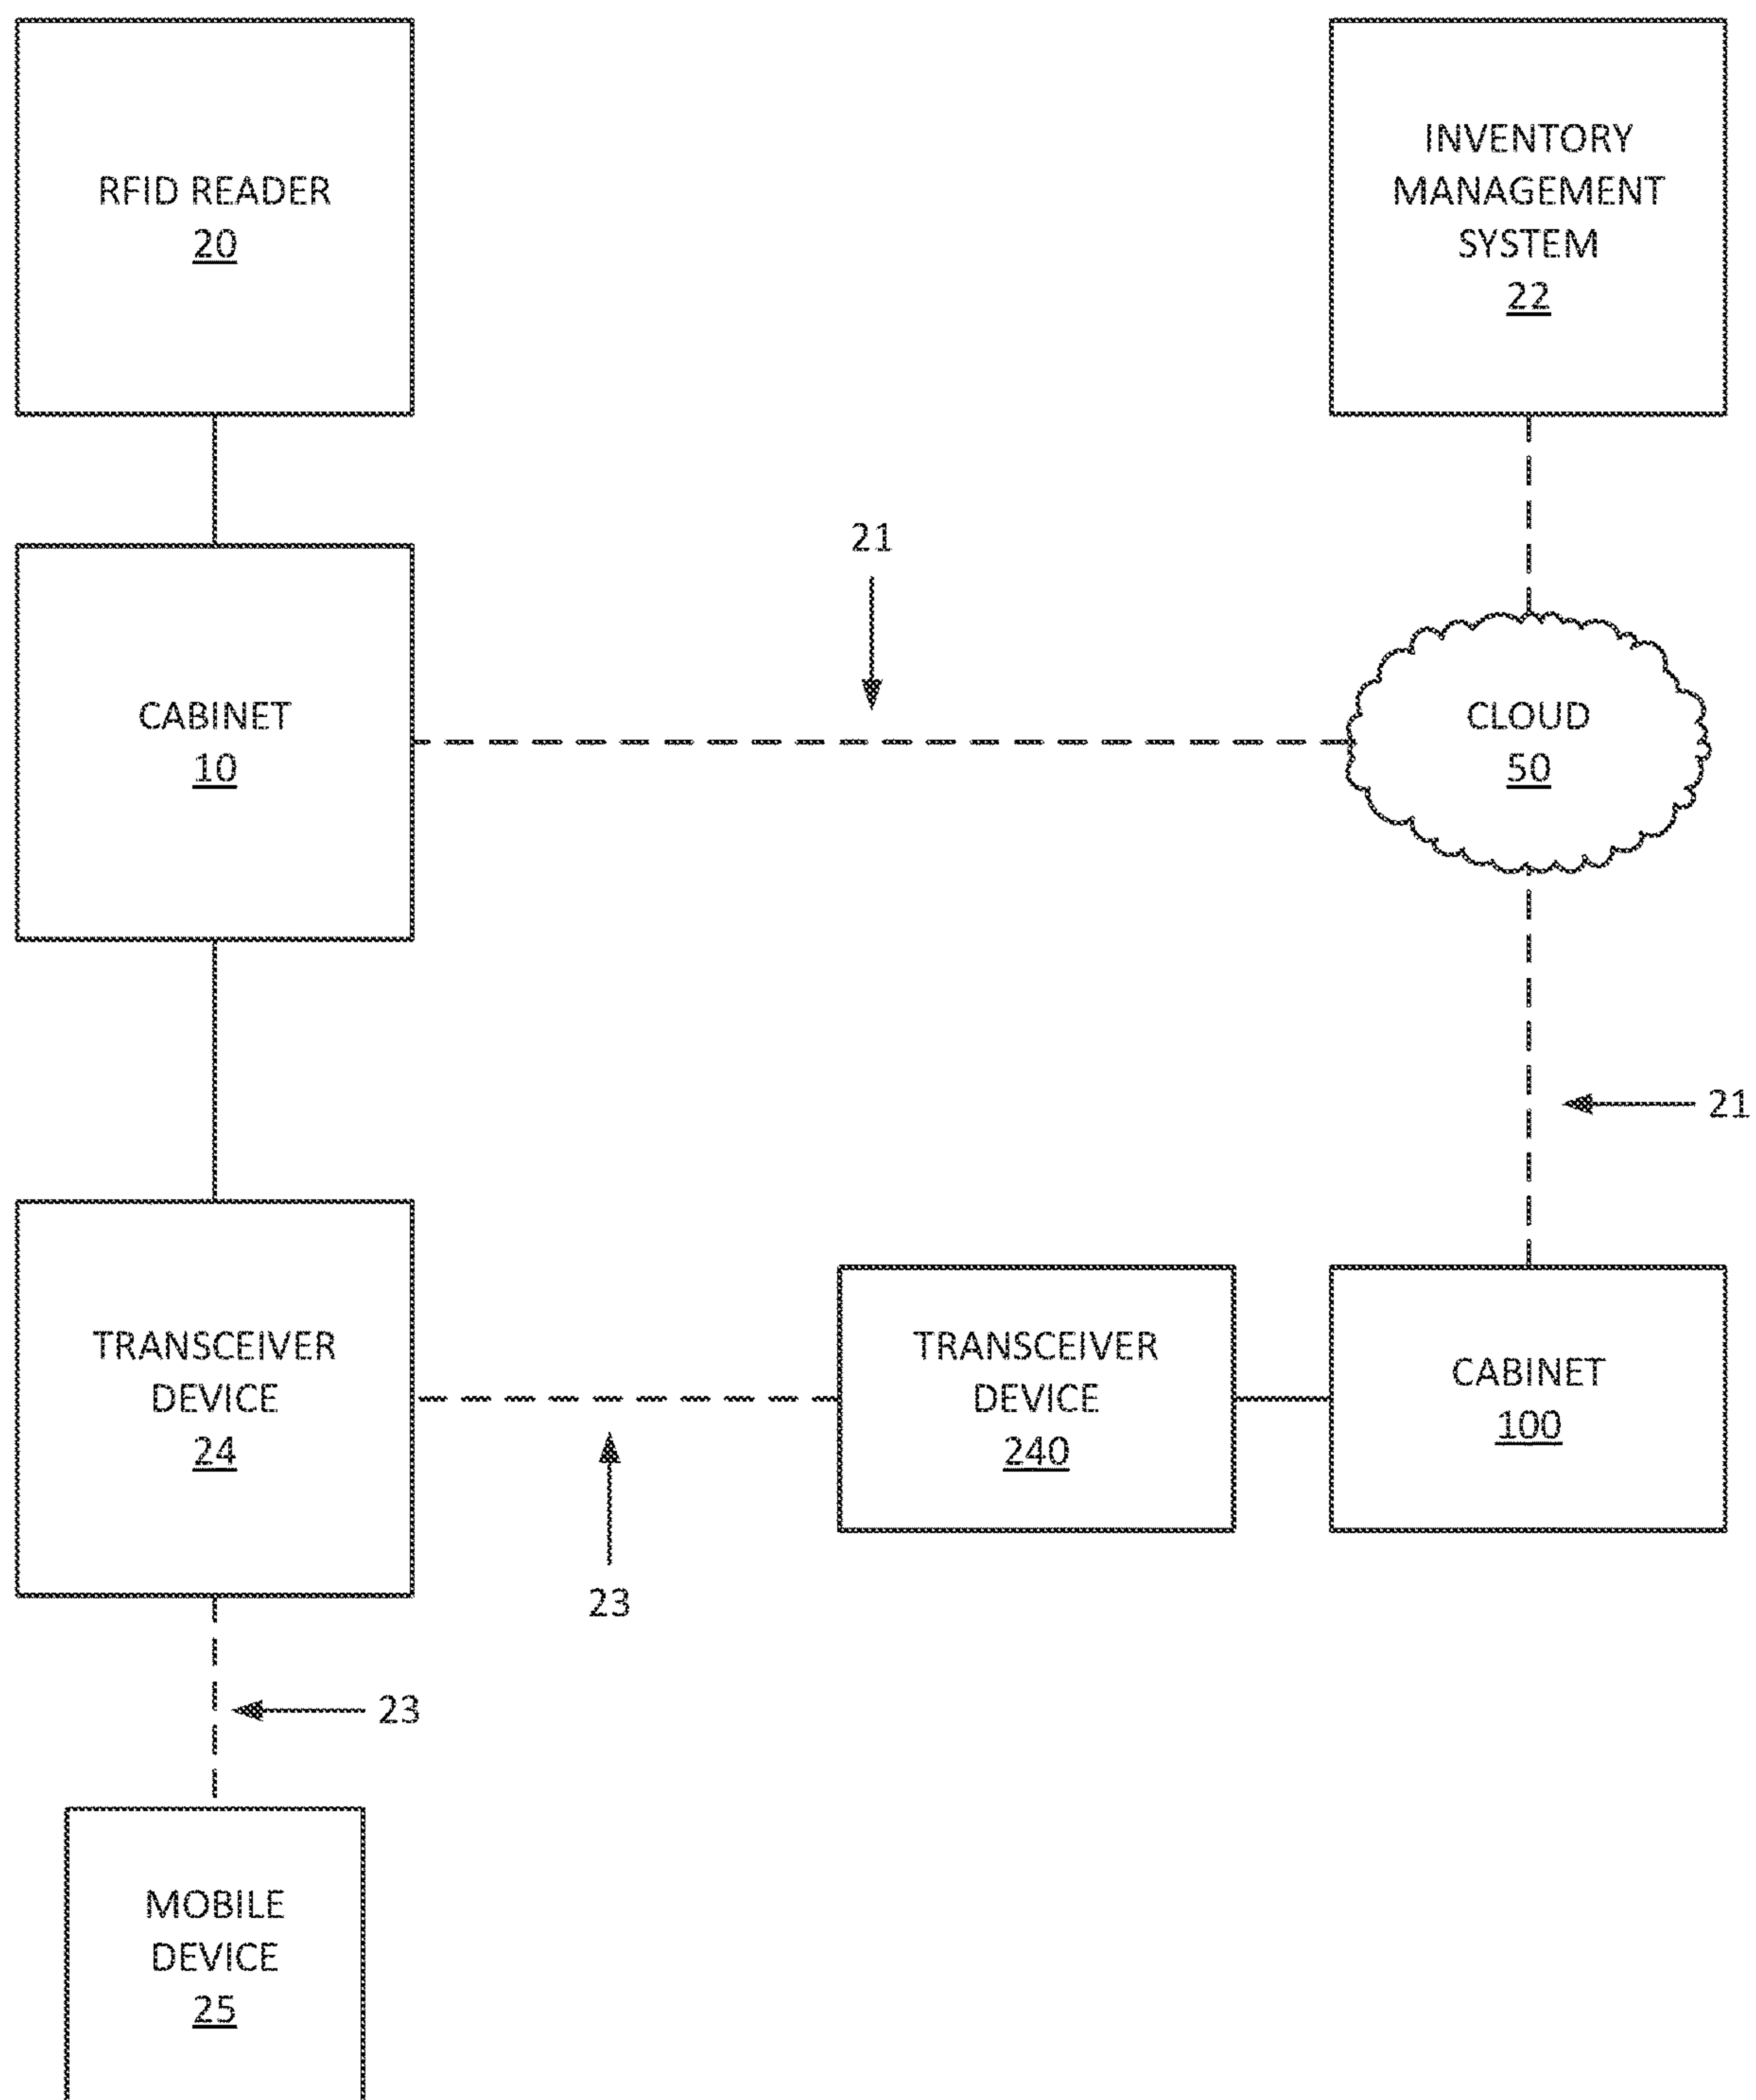 RFID READER
20
INVENTORY
MANAGEMENT
SYSTEM
22
21
CABINET
10
CLOUD
50
21
TRANSCEIVER
DEVICE
24
TRANSCEIVER
DEVICE
240
CABINET
100
23
23
MOBILE
DEVICE
25